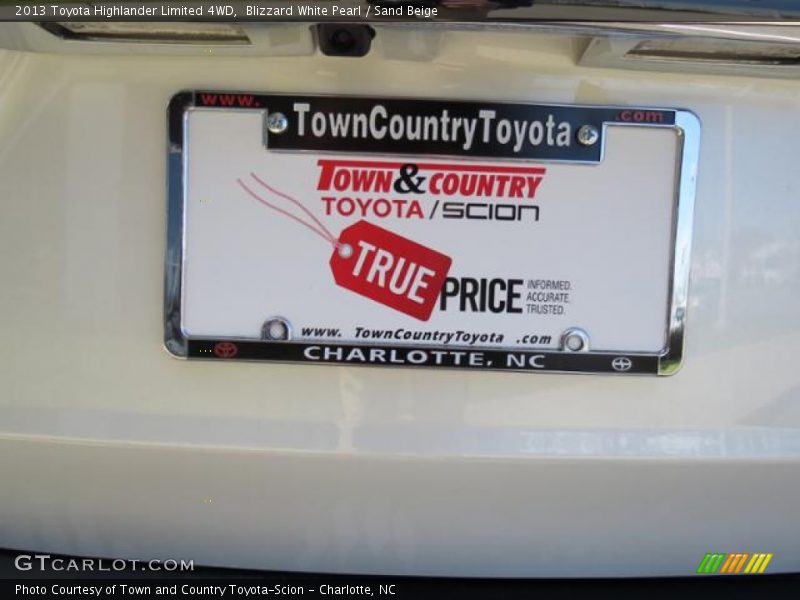 2013 Toyota Highlander Limited 4WD, Blizzard White Pearl / Sand Beige
www. .com
TownCountryToyota
TOWN & COUNTRY
TOYOTA / SCION
TRUE PRICE
INFORMED.
ACCURATE.
TRUSTED.
www. TownCountryToyota .com
CHARLOTTE, NC
GTCARLOT.COM
Photo Courtesy of Town and Country Toyota-Scion - Charlotte, NC